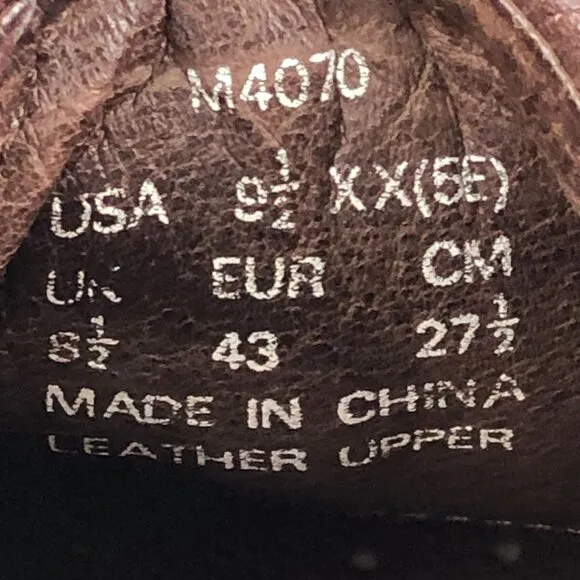 M4070
USA 9½ XX(5E)
UK EUR CM
8½ 43 27½
MADE IN CHINA
LEATHER UPPER